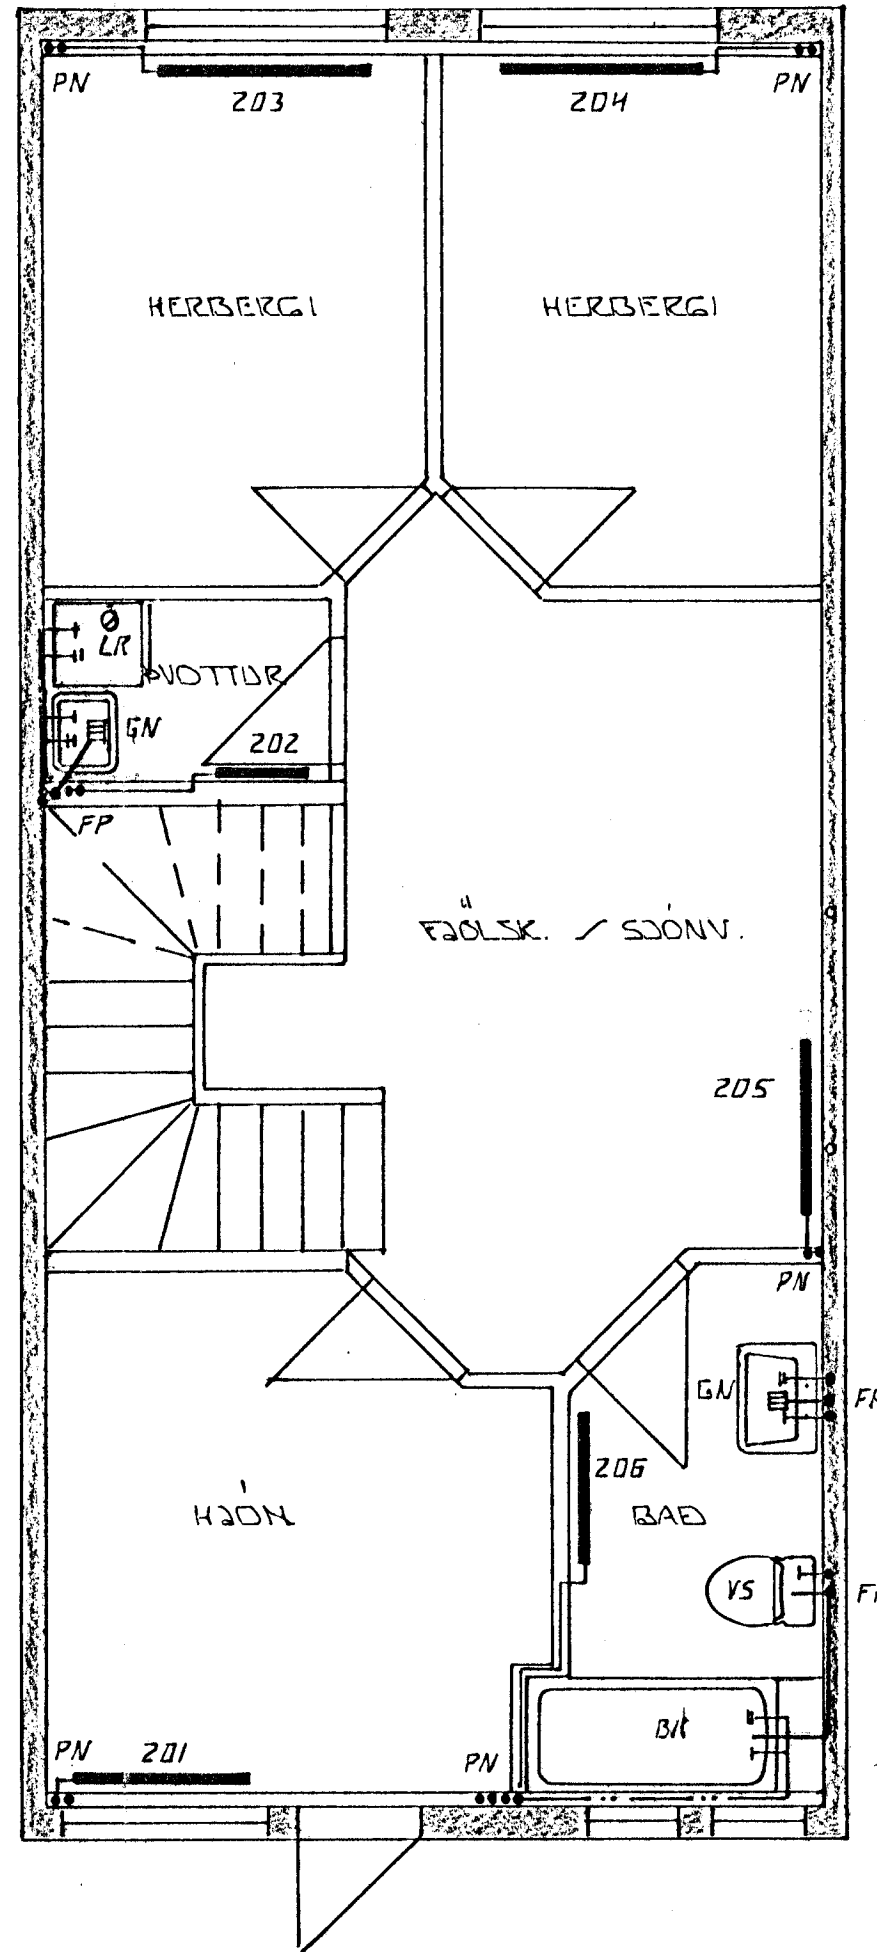 PN
203
204
PN
HERBERGI
HERBERGI
LR
ÞVOTTUR
GN
202
FP
FJÖLSK. / SJÓNV.
205
PN
GN
206
HJÓN
BAÐ
VS
PN
201
PN
BK